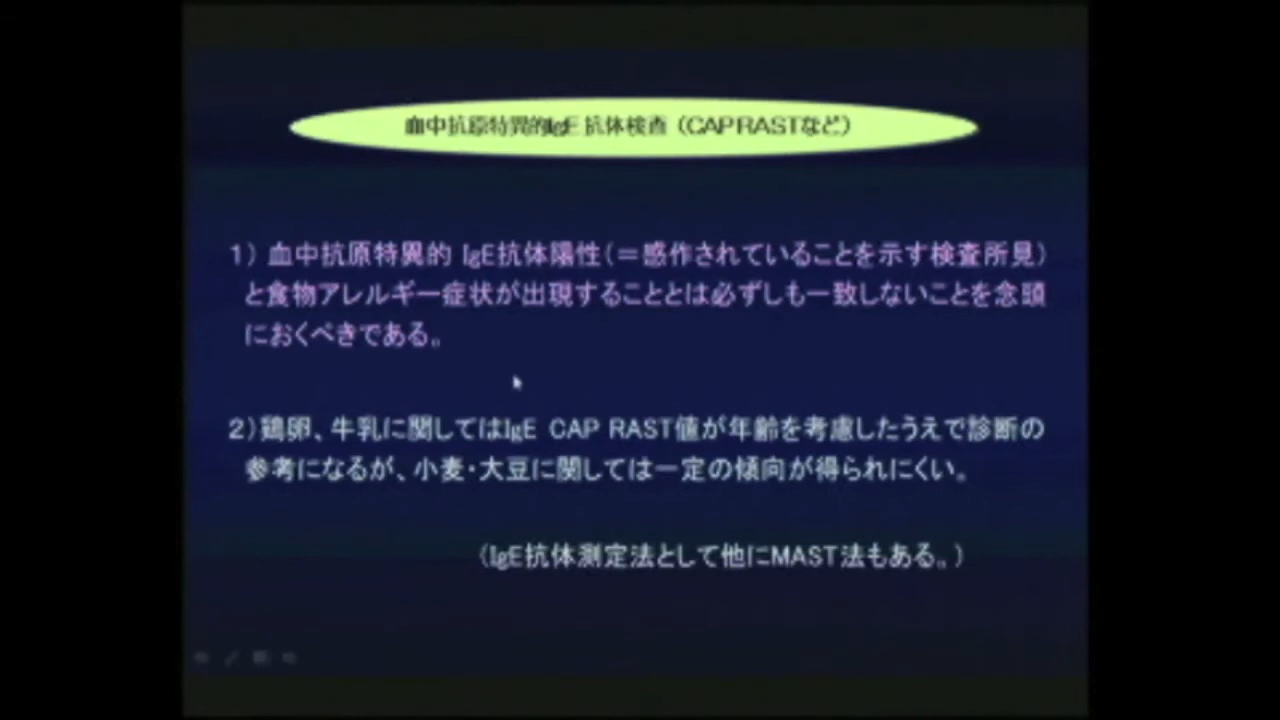 血中抗原特異的IgE 抗体検査（CAP RASTなど）
1）血中抗原特異的 IgE抗体陽性（＝感作されていることを示す検査所見）
と食物アレルギー症状が出現することとは必ずしも一致しないことを念頭
におくべきである。
2）鶏卵、牛乳に関してはIgE CAP RAST値が年齢を考慮したうえで診断の
参考になるが、小麦・大豆に関しては一定の傾向が得られにくい。
（IgE抗体測定法として他にMAST法もある。）